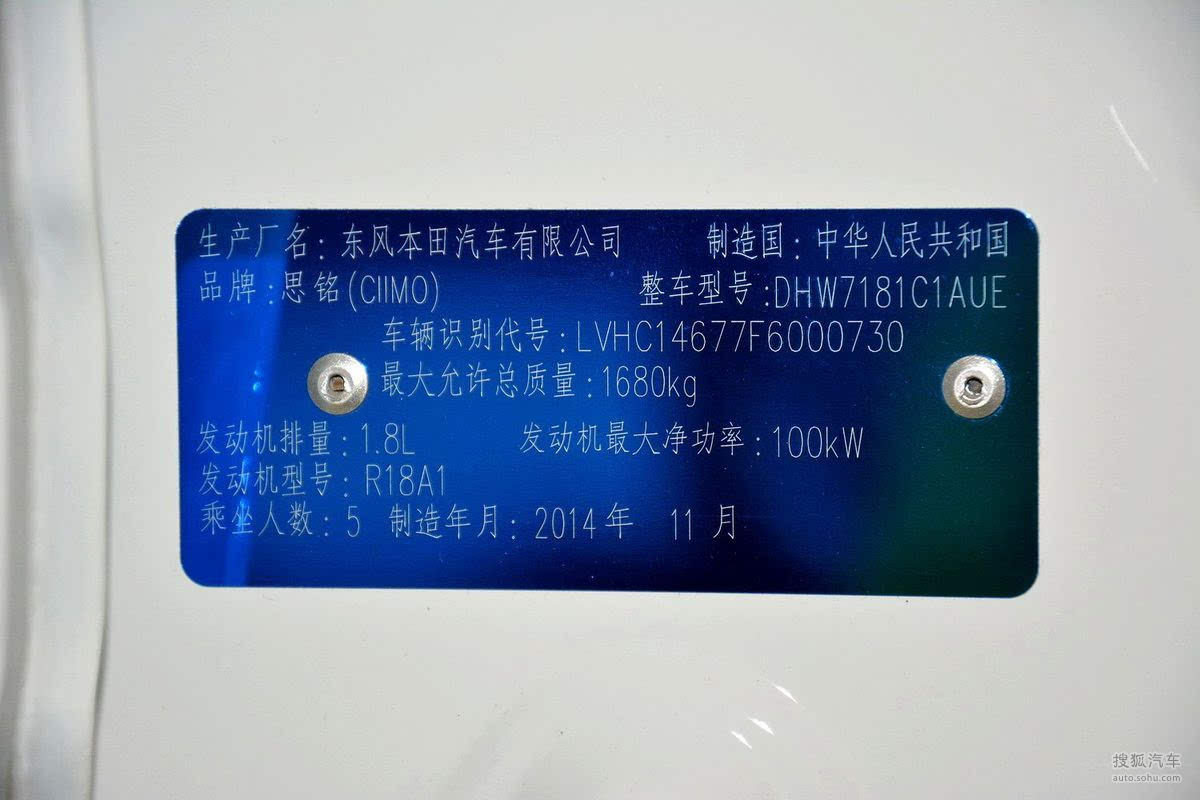 生产厂名: 东风本田汽车有限公司 制造国: 中华人民共和国
品牌:思铭(CIIMO) 整车型号:DHW7181C1AUE
车辆识别代号:LVHC14677F6000730
最大允许总质量:1680kg
发动机排量:1.8L 发动机最大净功率:100kW
发动机型号: R18A1
乘坐人数: 5 制造年月: 2014年 11月
搜狐汽车
auto.sohu.com